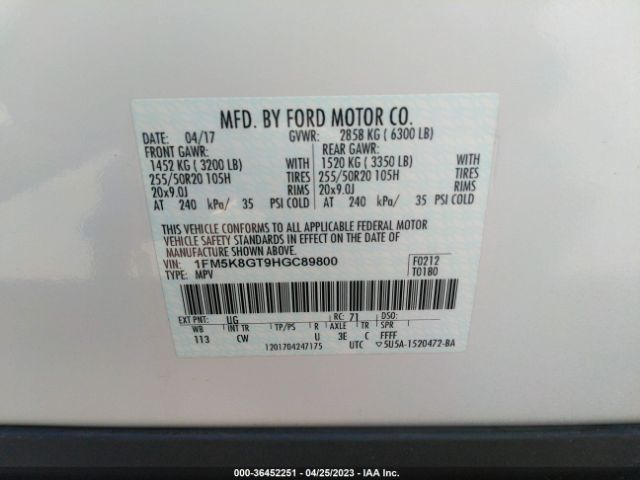 MFD. BY FORD MOTOR CO.
DATE: 04/17 GVWR: 2858 KG ( 6300 LB)
FRONT GAWR: REAR GAWR:
1452 KG ( 3200 LB) WITH 1520 KG ( 3350 LB) WITH
255/50R20 105H TIRES 255/50R20 105H TIRES
20x9.0J RIMS 20x9.0J RIMS
AT 240 kPa/ 35 PSI COLD AT 240 kPa/ 35 PSI COLD
THIS VEHICLE CONFORMS TO ALL APPLICABLE FEDERAL MOTOR
VEHICLE SAFETY STANDARDS IN EFFECT ON THE DATE OF
MANUFACTURE SHOWN ABOVE.
VIN: 1FM5K8GT9HGC89800 F0212
TYPE: MPV T0180
EXT PNT: UG RC: 71 DSO:
WB INT TR TP/PS R AXLE TR S
113 CW U 3E C FFFF
1201704247175 UTC ▽5U5A-1520472-BA
000-36452251 - 04/25/2023 - IAA Inc.